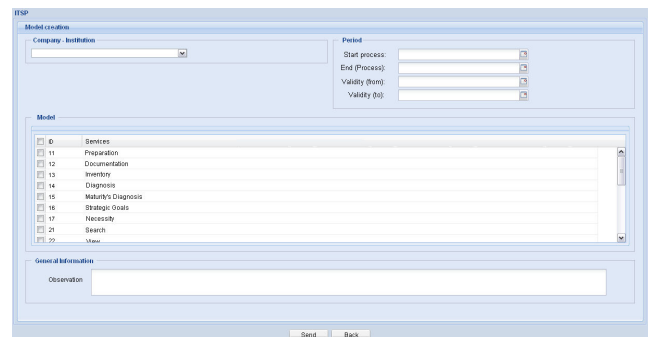 ITSP
Model creation
Company - Institution
Period
Start process:
End (Process):
Validity (from):
Validity (to):
Model
ID Services
11 Preparation
12 Documentation
13 Inventory
14 Diagnosis
15 Maturity's Diagnosis
16 Strategic Goals
17 Necessity
21 Search
22 View
General Information
Observation
Send Back